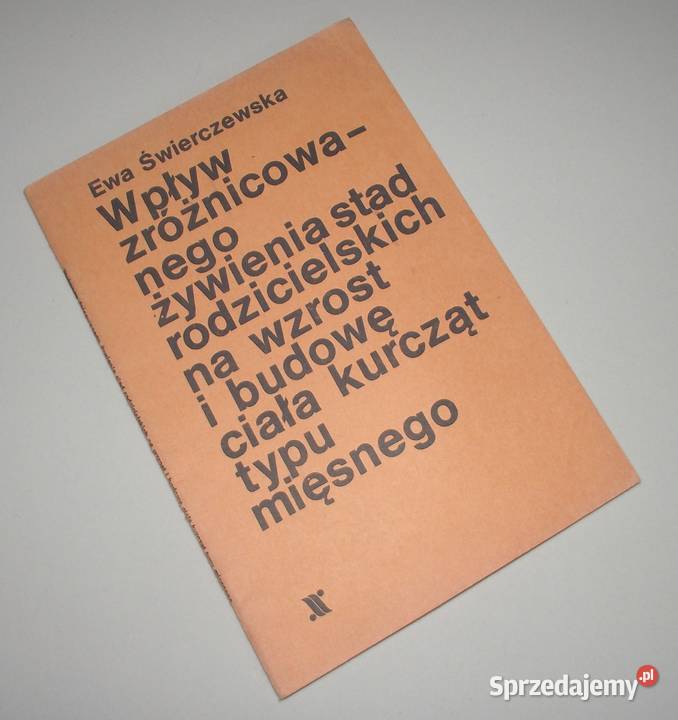 Ewa Świerczewska
Wpływ
zróżnicowa-
nego
żywienia stad
rodzicielskich
na wzrost
i budowę
ciała kurcząt
typu
mięsnego
Sprzedajemy.pl